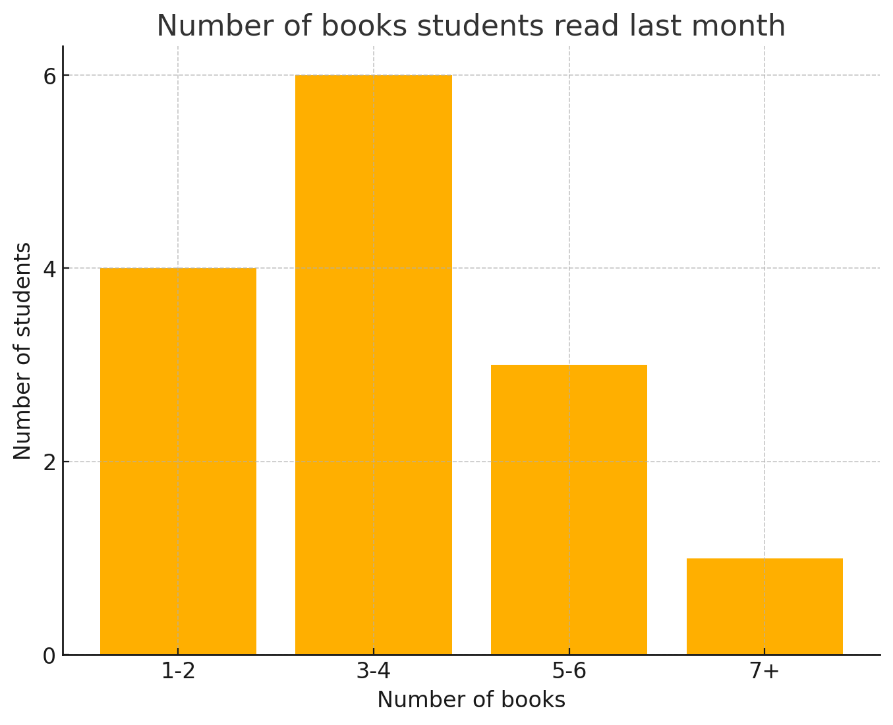 Number of books students read last month
6
4
2
0
Number of students
1-2
3-4
5-6
7+
Number of books